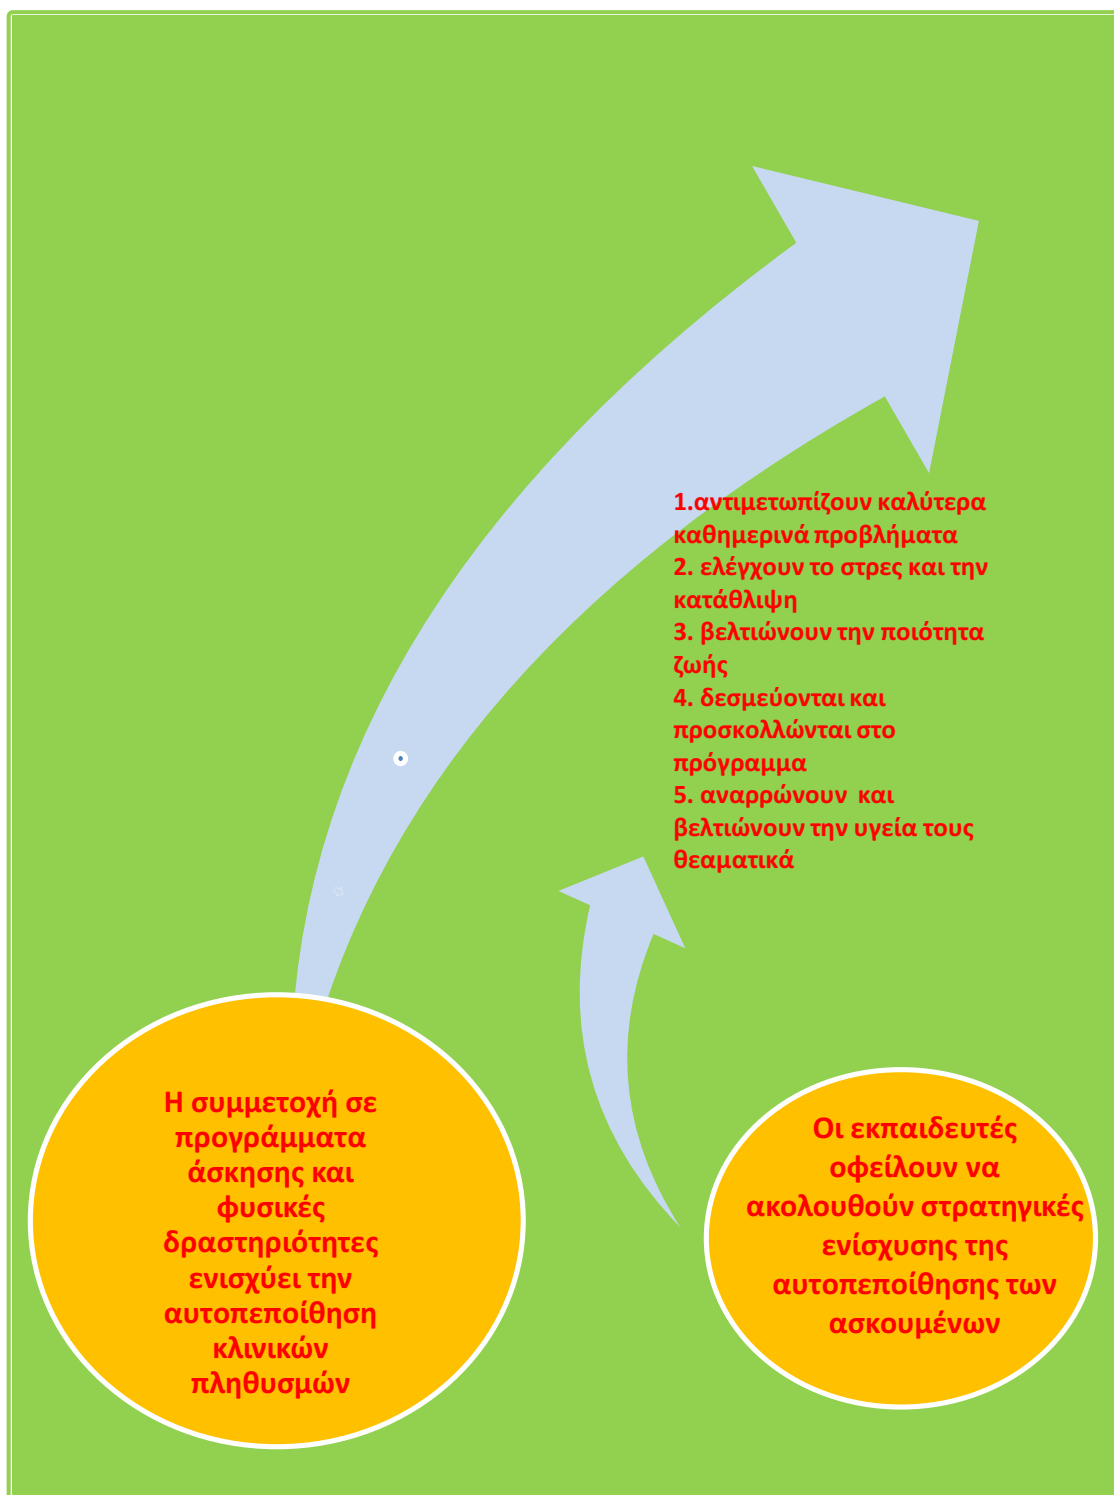 1.αντιμετωπίζουν καλύτερα
καθημερινά προβλήματα
2. ελέγχουν το στρες και την
κατάθλιψη
3. βελτιώνουν την ποιότητα
ζωής
4. δεσμεύονται και
προσκολλώνται στο
πρόγραμμα
5. αναρρώνουν και
βελτιώνουν την υγεία τους
θεαματικά
Η συμμετοχή σε
προγράμματα
άσκησης και
φυσικές
δραστηριότητες
ενισχύει την
αυτοπεποίθηση
κλινικών
πληθυσμών
Οι εκπαιδευτές
οφείλουν να
ακολουθούν στρατηγικές
ενίσχυσης της
αυτοπεποίθησης των
ασκουμένων